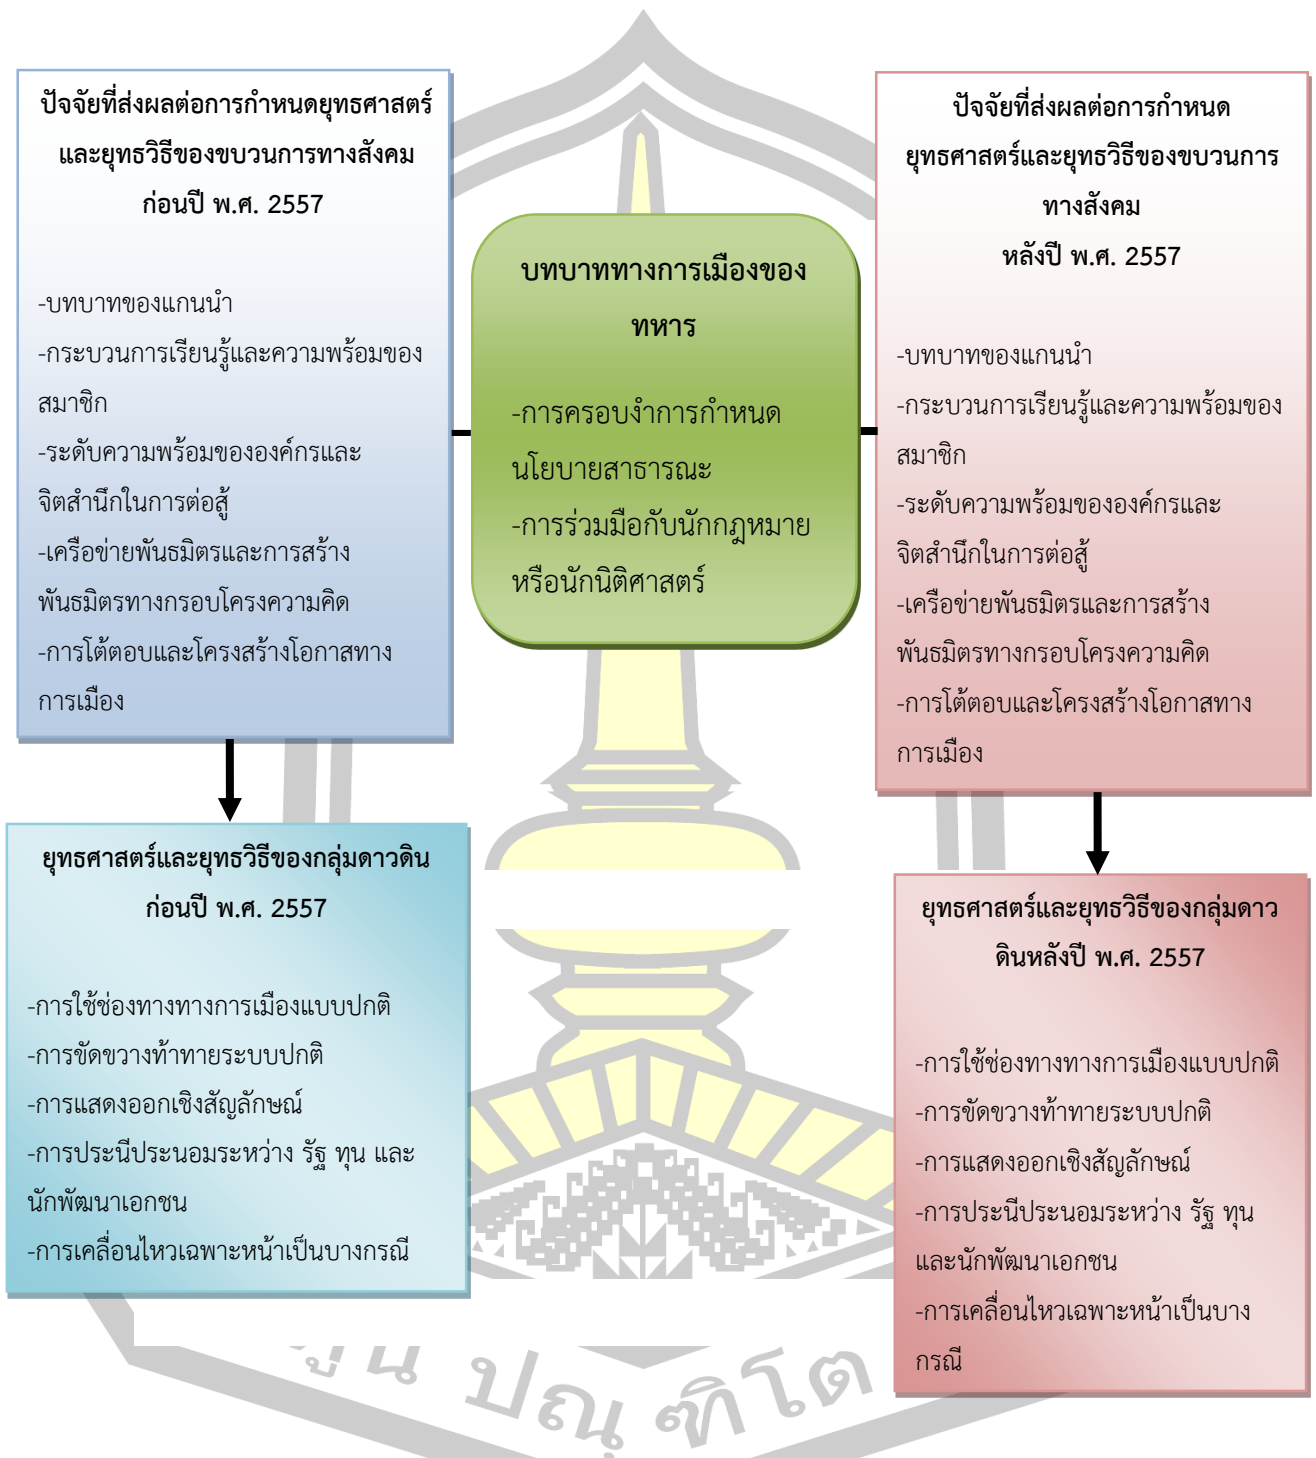 ปัจจัยที่ส่งผลต่อการกำหนดยุทธศาสตร์
และยุทธวิธีของขบวนการทางสังคม
ก่อนปี พ.ศ. 2557
-บทบาทของแกนนำ
-กระบวนการเรียนรู้และความพร้อมของ
สมาชิก
-ระดับความพร้อมขององค์กรและ
จิตสำนึกในการต่อสู้
-เครือข่ายพันธมิตรและการสร้าง
พันธมิตรทางกรอบโครงความคิด
-การโต้ตอบและโครงสร้างโอกาสทาง
การเมือง
บทบาททางการเมืองของ
ทหาร
-การครอบงำการกำหนด
นโยบายสาธารณะ
-การร่วมมือกับนักกฎหมาย
หรือนักนิติศาสตร์
ปัจจัยที่ส่งผลต่อการกำหนด
ยุทธศาสตร์และยุทธวิธีของขบวนการ
ทางสังคม
หลังปี พ.ศ. 2557
-บทบาทของแกนนำ
-กระบวนการเรียนรู้และความพร้อมของ
สมาชิก
-ระดับความพร้อมขององค์กรและ
จิตสำนึกในการต่อสู้
-เครือข่ายพันธมิตรและการสร้าง
พันธมิตรทางกรอบโครงความคิด
-การโต้ตอบและโครงสร้างโอกาสทาง
การเมือง
ยุทธศาสตร์และยุทธวิธีของกลุ่มดาวดิน
ก่อนปี พ.ศ. 2557
-การใช้ช่องทางทางการเมืองแบบปกติ
-การขัดขวางท้าทายระบบปกติ
-การแสดงออกเชิงสัญลักษณ์
-การประนีประนอมระหว่าง รัฐ ทุน และ
นักพัฒนาเอกชน
-การเคลื่อนไหวเฉพาะหน้าเป็นบางกรณี
ยุทธศาสตร์และยุทธวิธีของกลุ่มดาว
ดินหลังปี พ.ศ. 2557
-การใช้ช่องทางทางการเมืองแบบปกติ
-การขัดขวางท้าทายระบบปกติ
-การแสดงออกเชิงสัญลักษณ์
-การประนีประนอมระหว่าง รัฐ ทุน
และนักพัฒนาเอกชน
-การเคลื่อนไหวเฉพาะหน้าเป็นบาง
กรณี
ปณฺฑิโต